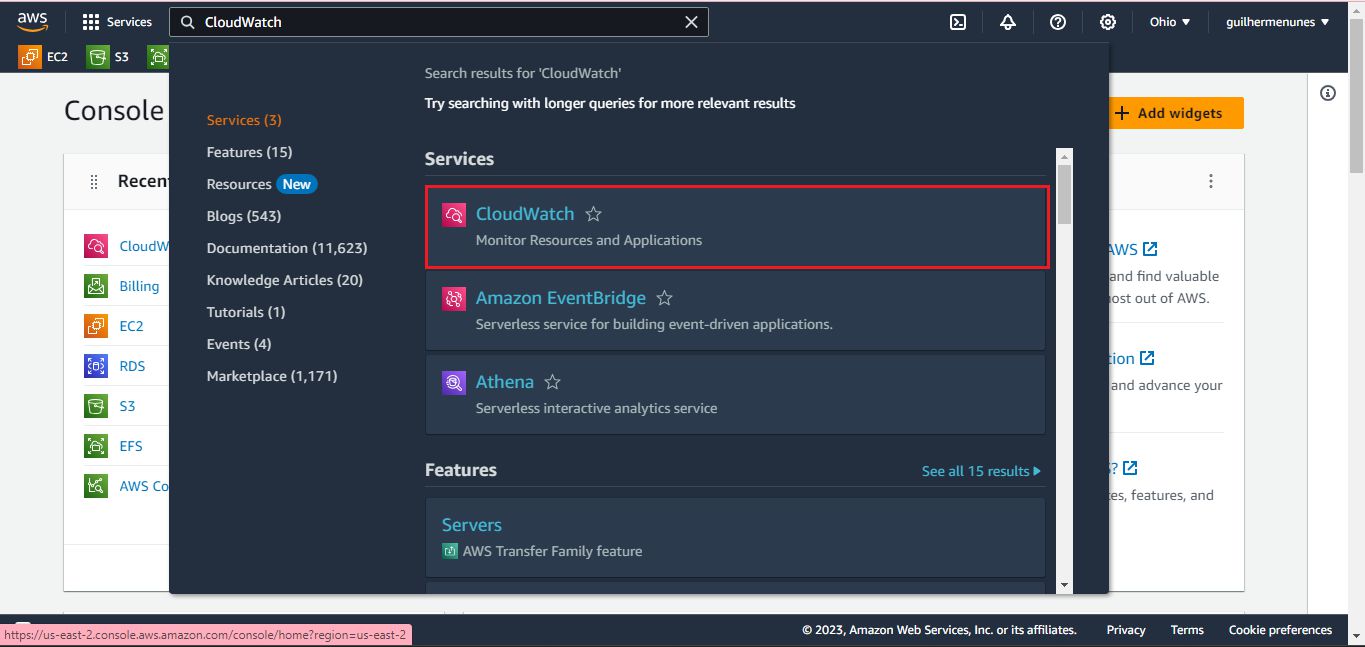 aws
Services
CloudWatch
Ohio
guilhermenunes
EC2
S3
Search results for 'CloudWatch'
Try searching with longer queries for more relevant results
Services (3)
Features (15)
Resources New
Blogs (543)
Documentation (11,623)
Knowledge Articles (20)
Tutorials (1)
Events (4)
Marketplace (1,171)
Services
CloudWatch
Monitor Resources and Applications
Amazon EventBridge
Serverless service for building event-driven applications.
Athena
Serverless interactive analytics service
Features
See all 15 results
Servers
AWS Transfer Family feature
Console
Add widgets
Recen
CloudW
Billing
EC2
RDS
S3
EFS
AWS Co
AWS
and find valuable
most out of AWS.
tion
and advance your
S?
ces, features, and
https://us-east-2.console.aws.amazon.com/console/home?region=us-east-2
© 2023, Amazon Web Services, Inc. or its affiliates.
Privacy
Terms
Cookie preferences